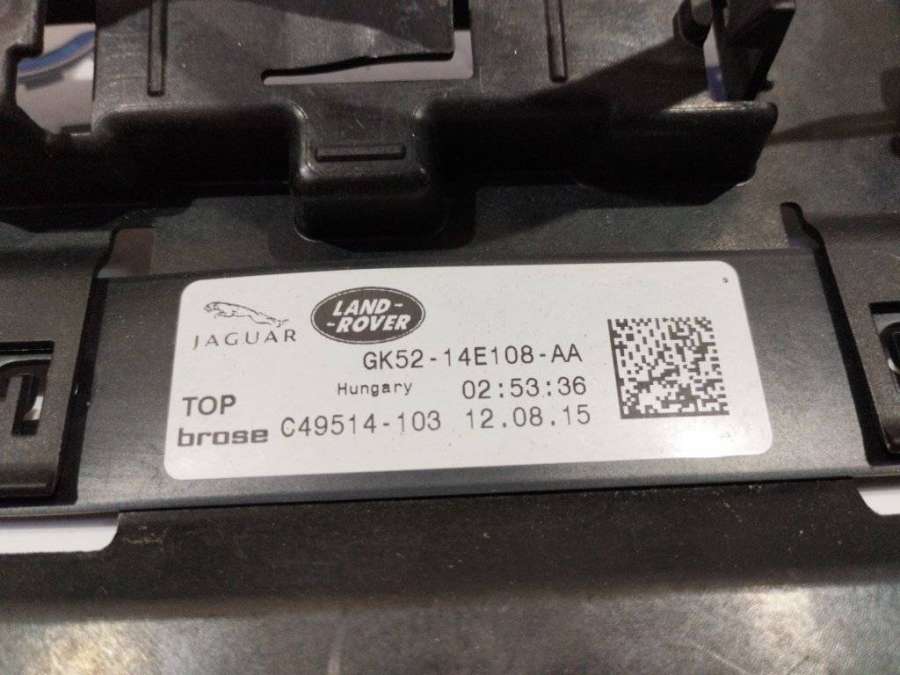 JAGUAR
LAND-
-ROVER
GK52-14E108-AA
Hungary 02:53:36
TOP
brose C49514-103 12.08.15